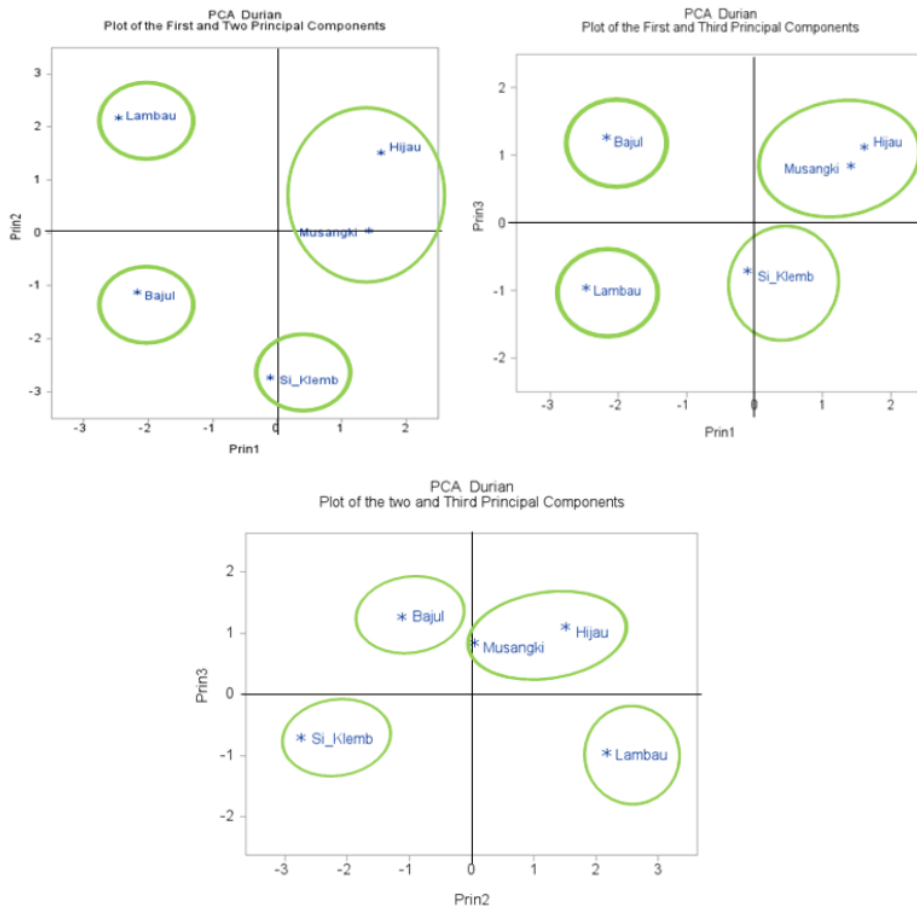 PCA Durian
Plot of the First and Two Principal Components
3
2
1
0
-1
-2
-3
Prin2
Lambau
Hijau
Musangki
Bajul
Si_Klemb
-3
-2
-1
0
1
2
Prin1
PCA Durian
Plot of the First and Third Principal Components
2
1
0
-1
-2
Prin3
Bajul
Hijau
Musangki
Si_Klemb
Lambau
-3
-2
-1
0
1
2
Prin1
PCA Durian
Plot of the two and Third Principal Components
2
1
0
-1
-2
Prin3
Bajul
Hijau
Musangki
Si_Klemb
Lambau
-3
-2
-1
0
1
2
3
Prin2